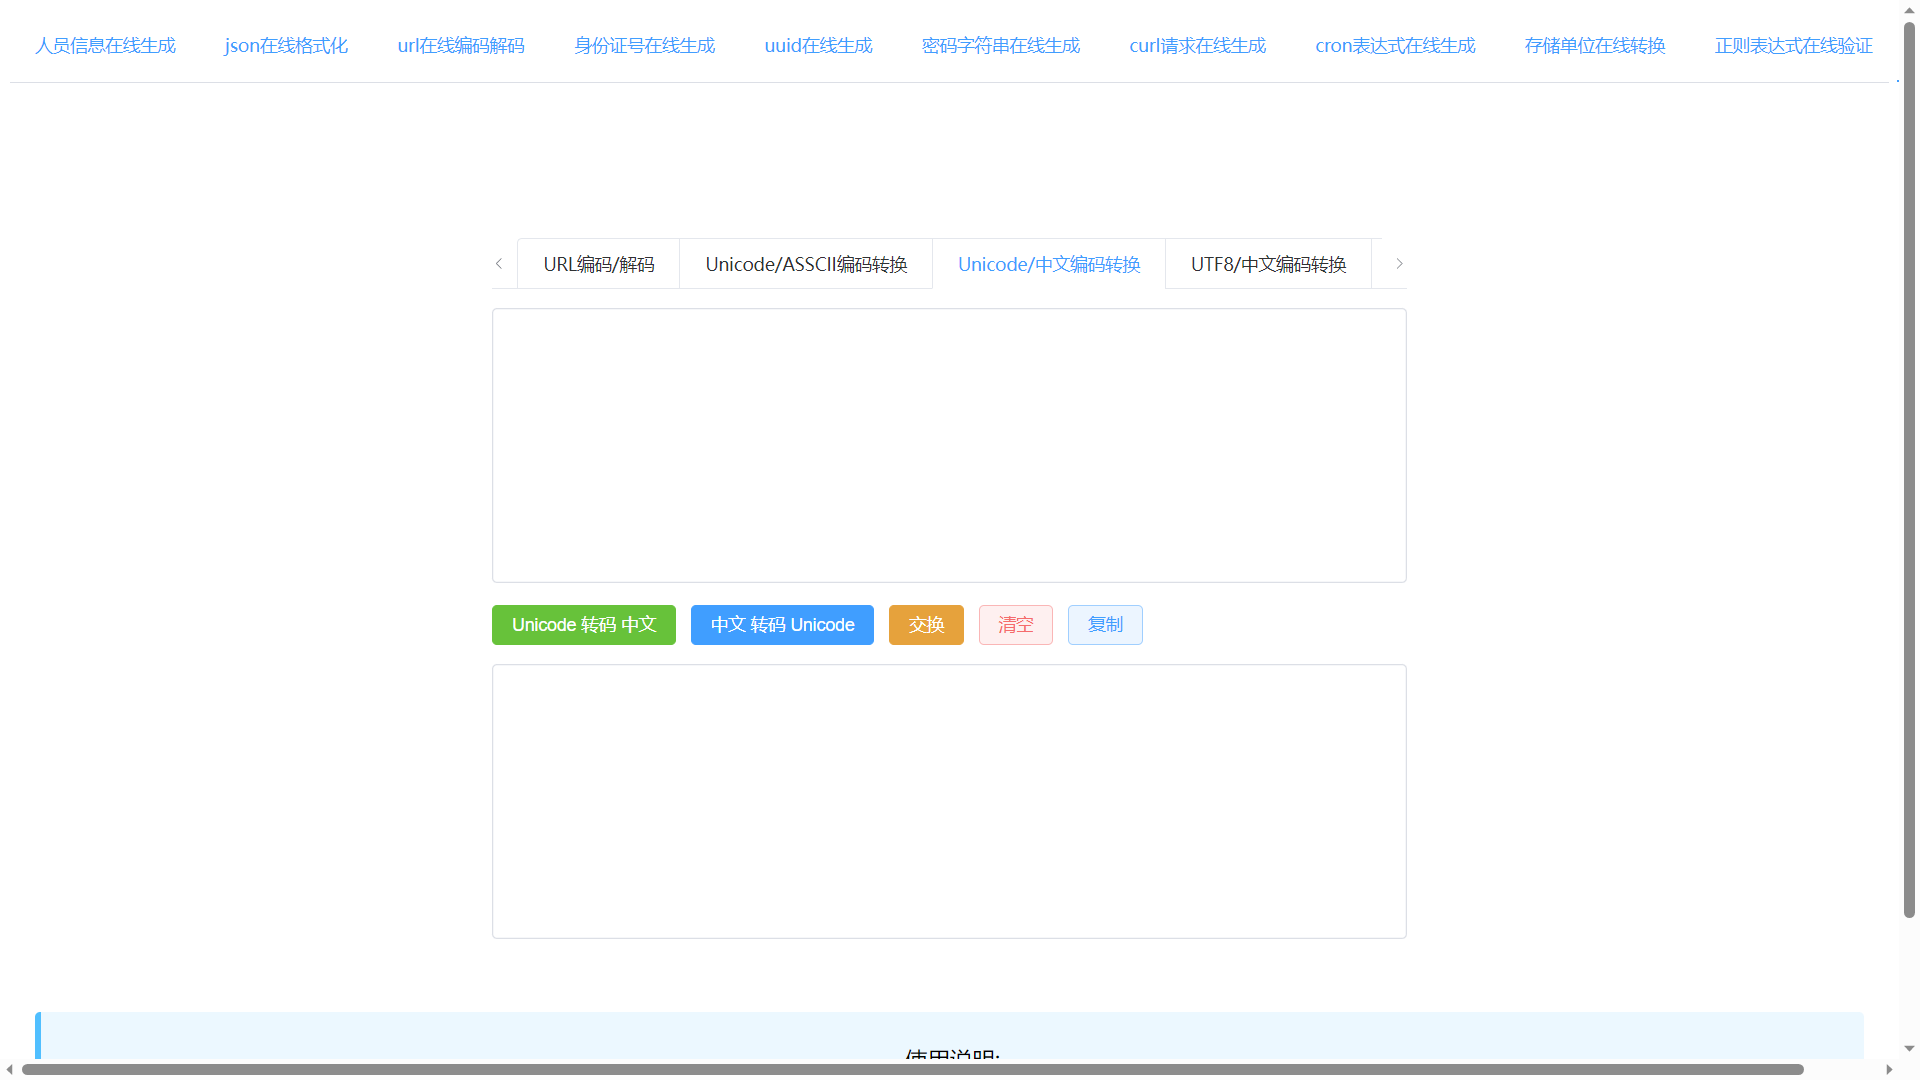 人员信息在线生成 json在线格式化 url在线编码解码 身份证号在线生成 uuid在线生成 密码字符串在线生成 curl请求在线生成 cron表达式在线生成 存储单位在线转换 正则表达式在线验证
URL编码/解码 Unicode/ASSCII编码转换 Unicode/中文编码转换 UTF8/中文编码转换
Unicode 转码 中文 中文 转码 Unicode 交换 清空 复制
使用说明: